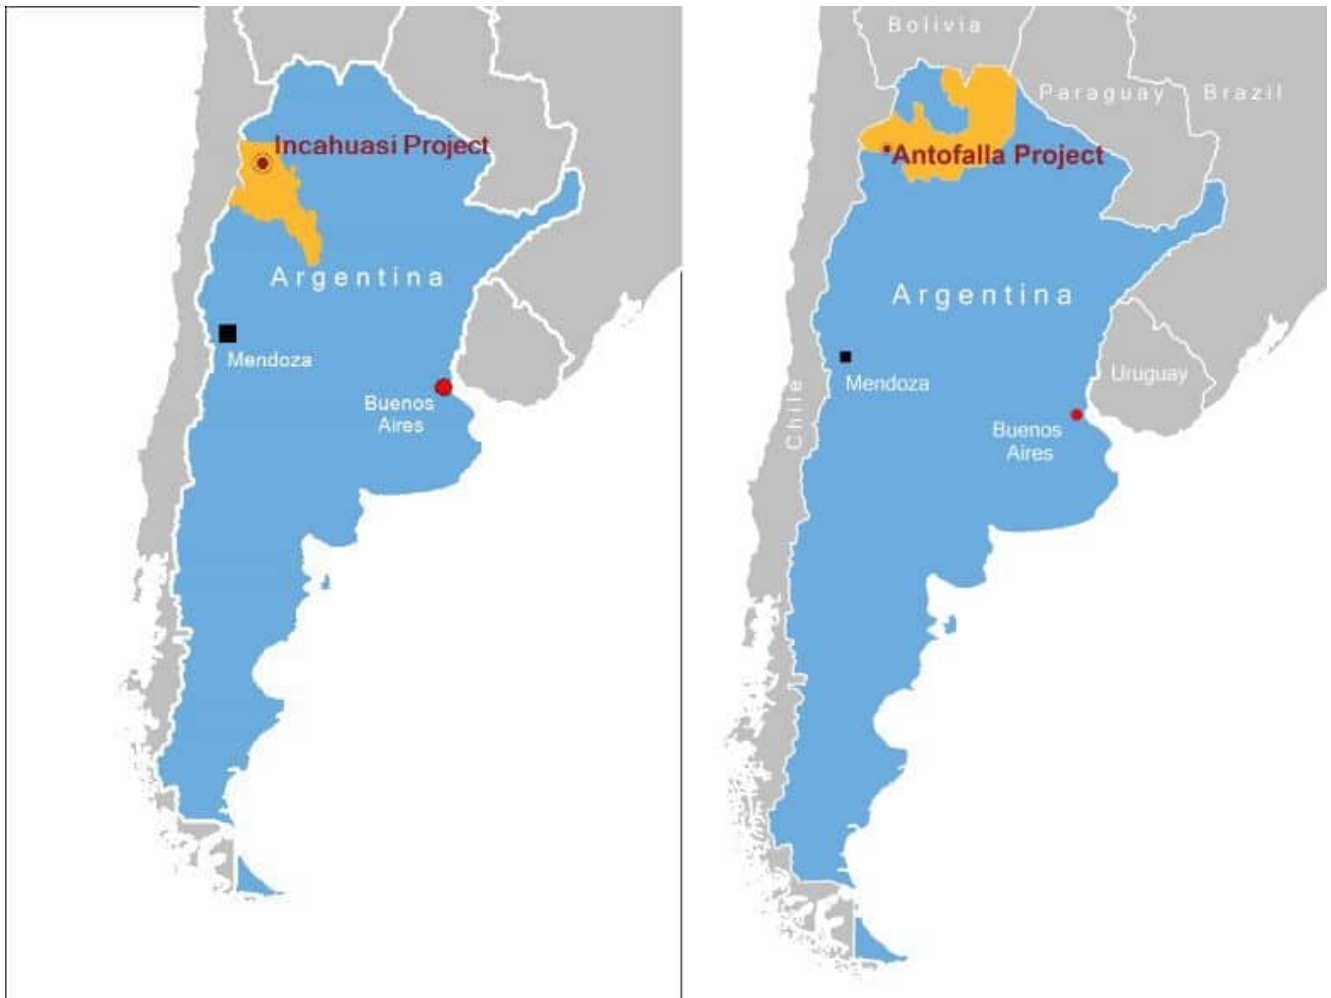 Incahuasi Project
Argentina
Mendoza
Buenos
Aires
Bolivia
Paraguay
Brazil
Antofalla Project
Argentina
Mendoza
Uruguay
Chile
Buenos
Aires